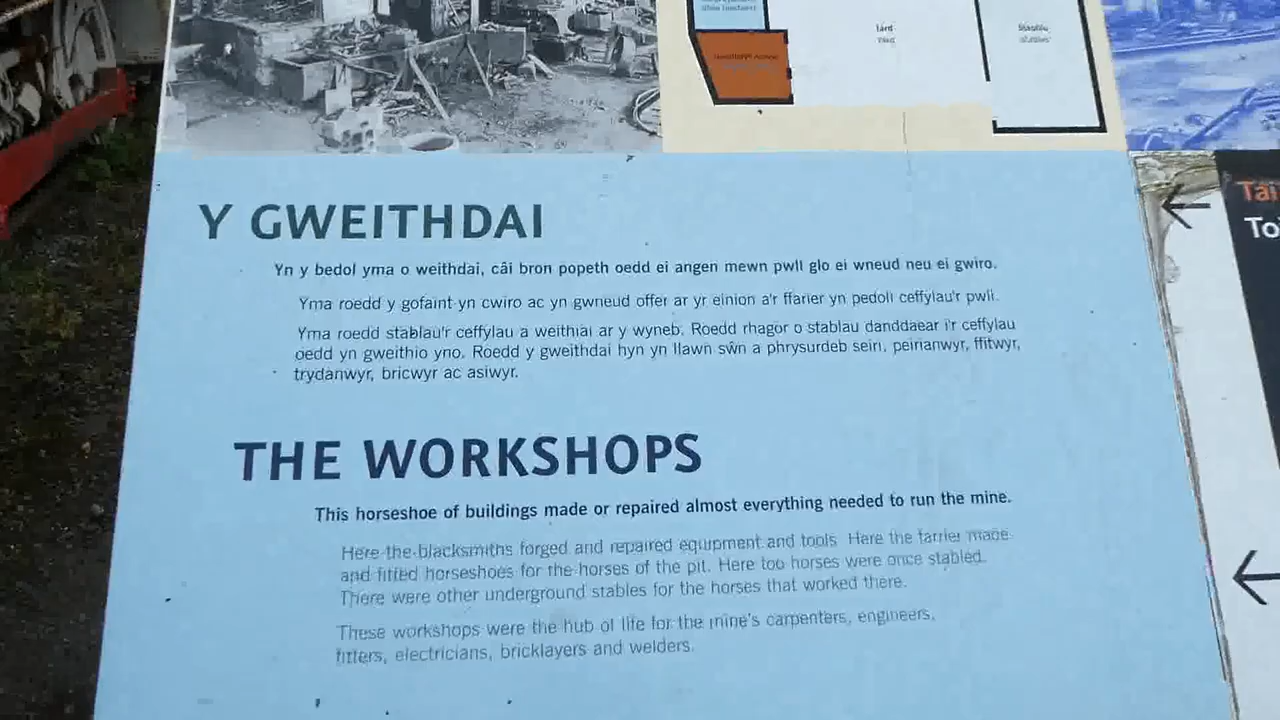 Iard
Yard
Stablau
Stables
Y GWEITHDAI
Yn y bedol yma o weithdai, câi bron popeth oedd ei angen mewn pwll glo ei wneud neu ei gwiro.
Yma roedd y gofaint yn cwiro ac yn gwneud offer ar yr einion a'r ffarier yn pedoli ceffylau'r pwll.
Yma roedd stablau'r ceffylau a weithiai ar y wyneb. Roedd rhagor o stablau danddaear i'r ceffylau
oedd yn gweithio yno. Roedd y gweithdai hyn yn llawn sŵn a phrysurdeb seiri, peirianwyr, ffitwyr,
trydanwyr, bricwyr ac asiwyr.
THE WORKSHOPS
This horseshoe of buildings made or repaired almost everything needed to run the mine.
Here the blacksmiths forged and repaired equipment and tools. Here the farrier made
and fitted horseshoes for the horses of the pit. Here too horses were once stabled.
There were other underground stables for the horses that worked there.
These workshops were the hub of life for the mine's carpenters, engineers,
fitters, electricians, bricklayers and welders.
Tai
To